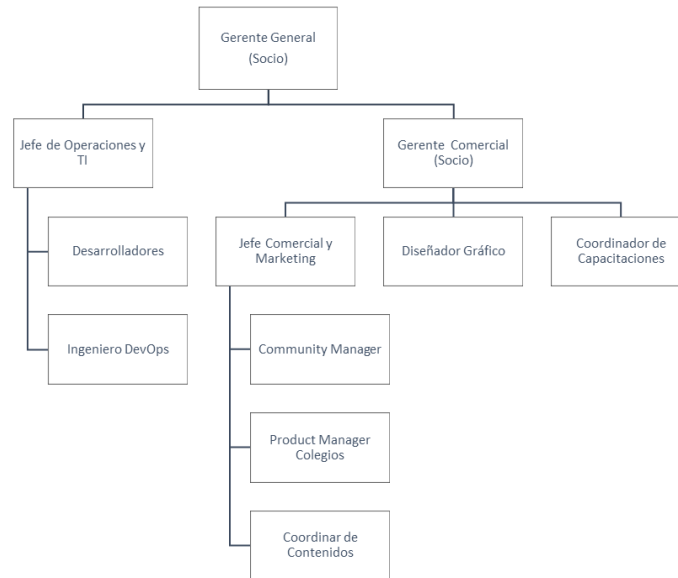 Gerente General
(Socio)
Jefe de Operaciones y
TI
Gerente Comercial
(Socio)
Desarrolladores
Jefe Comercial y
Marketing
Diseñador Gráfico
Coordinador de
Capacitaciones
Ingeniero DevOps
Community Manager
Product Manager
Colegios
Coordinar de
Contenidos